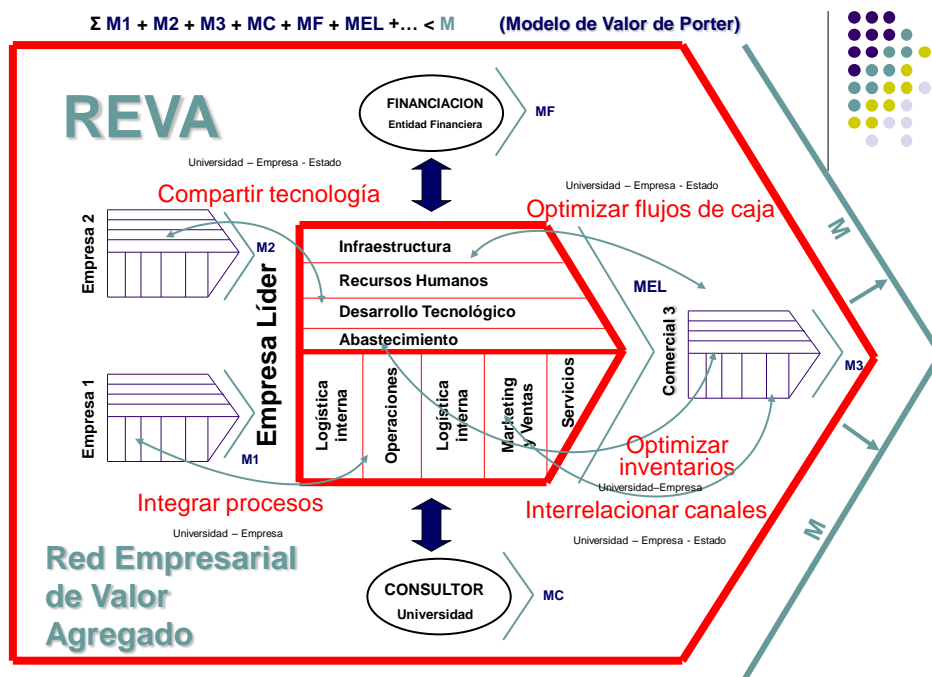 Σ M1 + M2 + M3 + MC + MF + MEL +... < M (Modelo de Valor de Porter)
REVA
FINANCIACION
Entidad Financiera
MF
Universidad – Empresa - Estado
Compartir tecnología
Universidad – Empresa - Estado
Optimizar flujos de caja
Empresa 2
M2
Empresa Líder
Infraestructura
Recursos Humanos
Desarrollo Tecnológico
Abastecimiento
Logística
interna
Operaciones
Logística
interna
Marketing
y Ventas
Servicios
MEL
Comercial 3
M3
M
M
Empresa 1
M1
Integrar procesos
Universidad – Empresa
Optimizar
inventarios
Universidad–Empresa
Interrelacionar canales
Universidad – Empresa - Estado
Red Empresarial
de Valor
Agregado
CONSULTOR
Universidad
MC